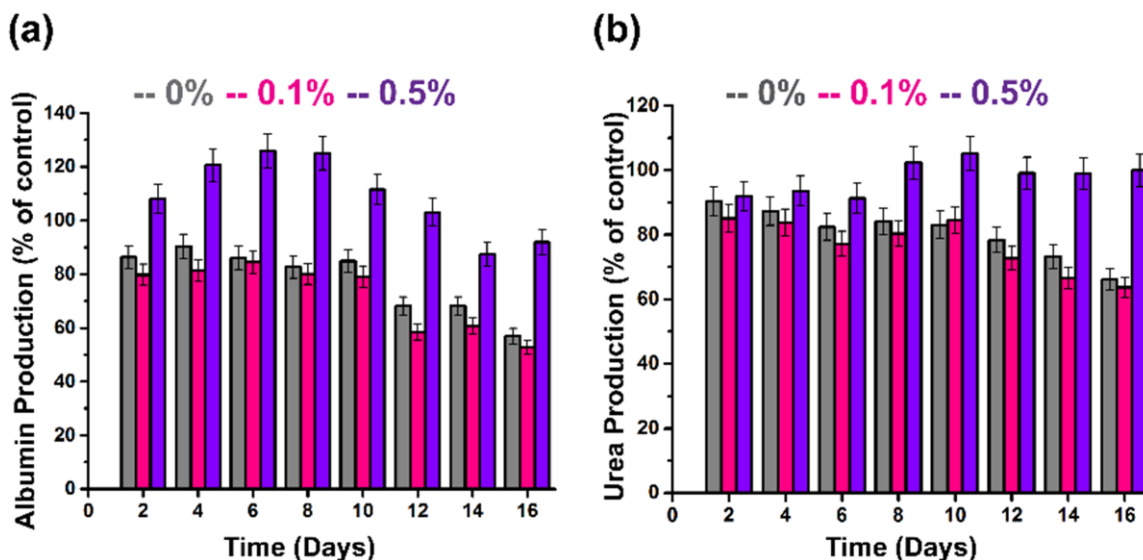 (a)
-- 0% -- 0.1% -- 0.5%
Albumin Production (% of control)
140
120
100
80
60
40
20
0
0 2 4 6 8 10 12 14 16
Time (Days)
(b)
-- 0% -- 0.1% -- 0.5%
Urea Production (% of control)
120
100
80
60
40
20
0
0 2 4 6 8 10 12 14 16
Time (Days)